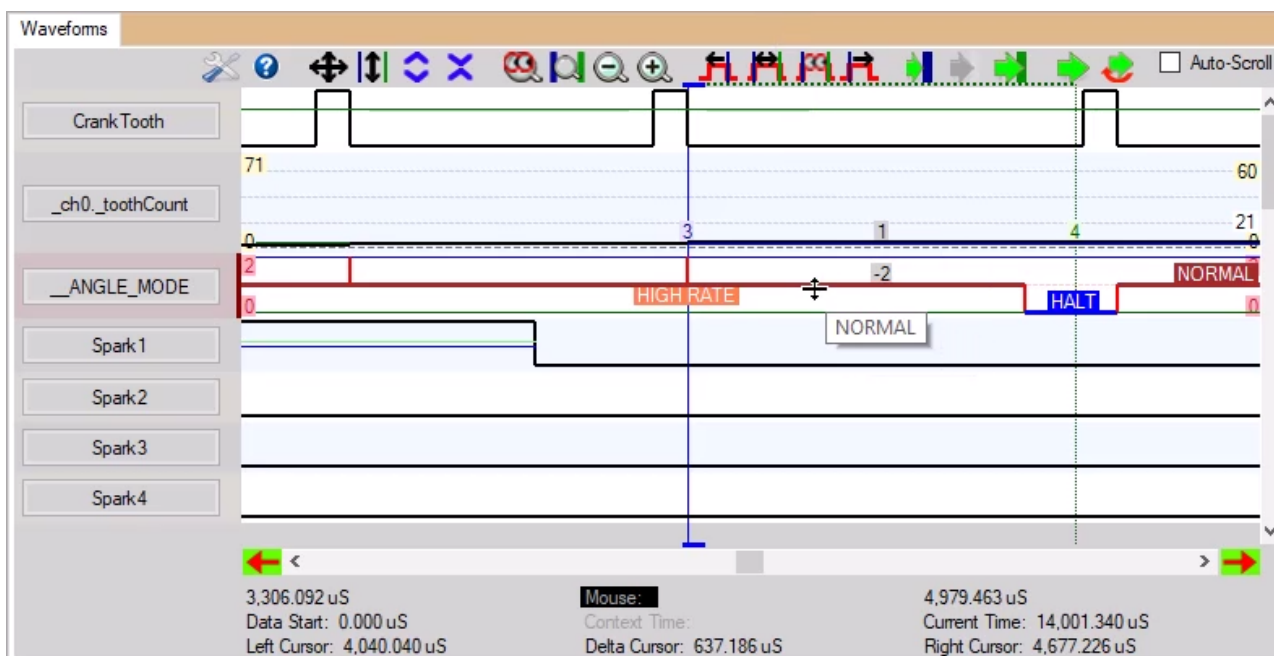 Waveforms
Auto-Scroll
CrankTooth
71
60
_ch0._toothCount
21
3
1
4
0
0
2
-2
NORMAL
__ANGLE_MODE
HIGH RATE
HALT
0
0
NORMAL
Spark1
Spark2
Spark3
Spark4
3,306.092 uS
Mouse:
4,979.463 uS
Data Start: 0.000 uS
Context Time:
Current Time: 14,001.340 uS
Left Cursor: 4,040.040 uS
Delta Cursor: 637.186 uS
Right Cursor: 4,677.226 uS